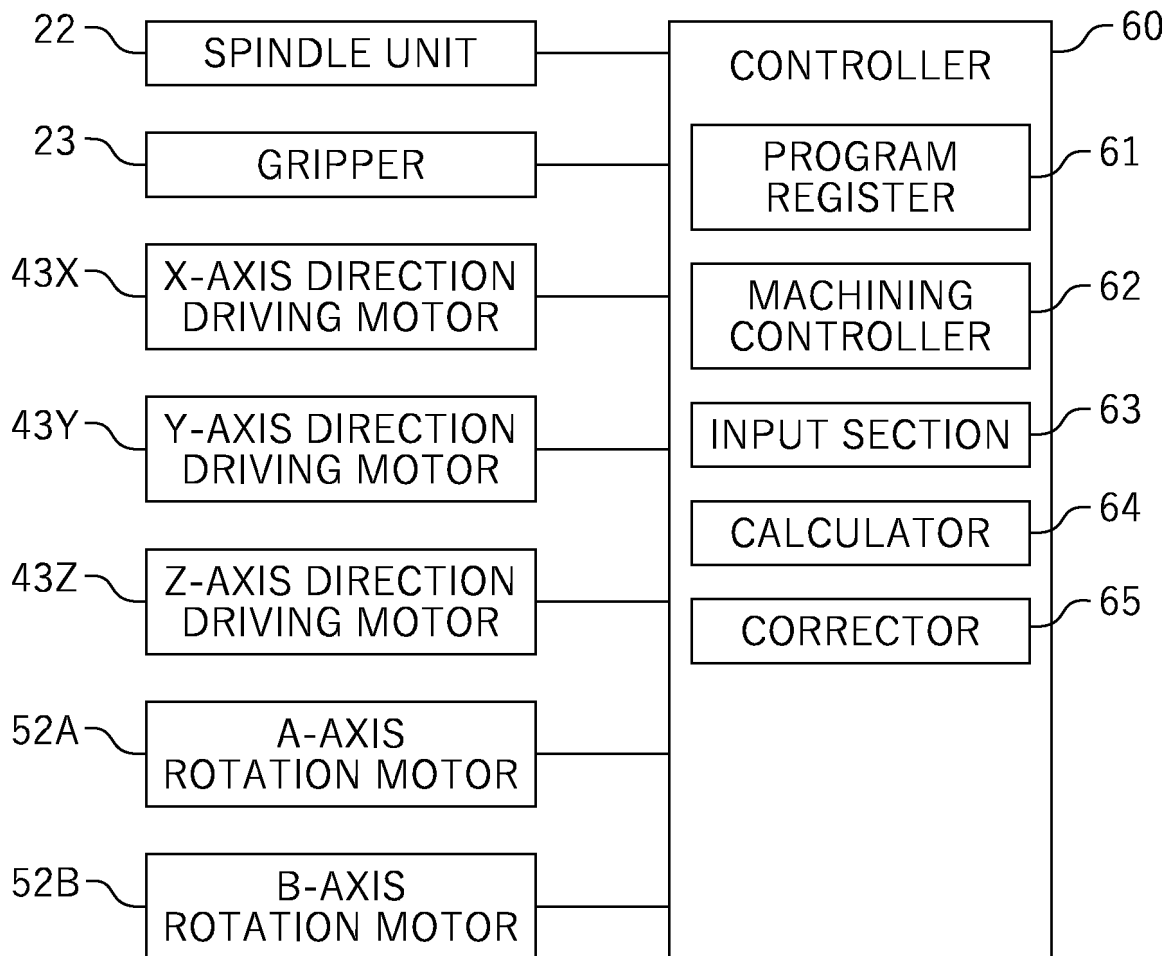 22
SPINDLE UNIT
23
GRIPPER
43X
X-AXIS DIRECTION
DRIVING MOTOR
43Y
Y-AXIS DIRECTION
DRIVING MOTOR
43Z
Z-AXIS DIRECTION
DRIVING MOTOR
52A
A-AXIS
ROTATION MOTOR
52B
B-AXIS
ROTATION MOTOR
60
CONTROLLER
PROGRAM
REGISTER
61
MACHINING
CONTROLLER
62
INPUT SECTION
63
CALCULATOR
64
CORRECTOR
65